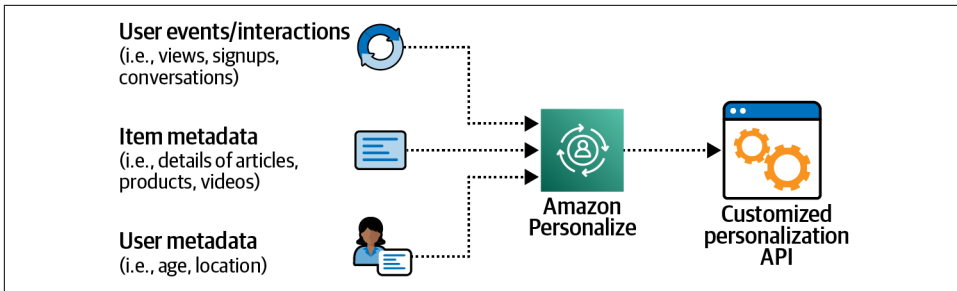 User events/interactions
(i.e., views, signups,
conversations)
Item metadata
(i.e., details of articles,
products, videos)
User metadata
(i.e., age, location)
Amazon
Personalize
Customized
personalization
API